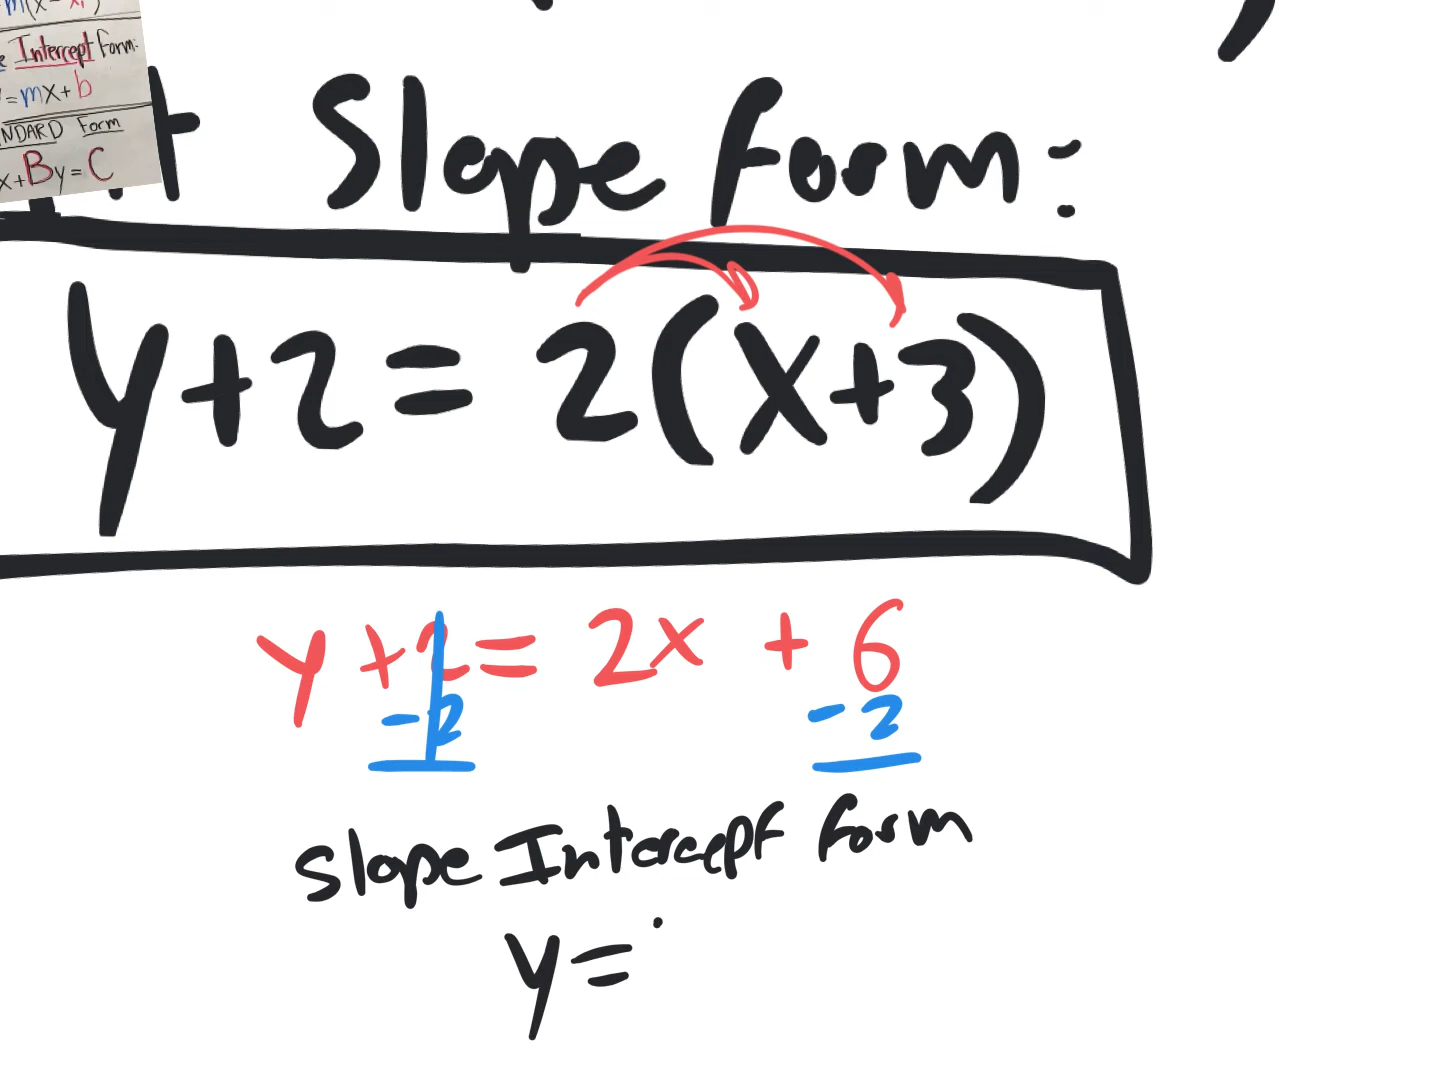 m(x - x₁)
Intercept Form:
y = mx + b
NDARD Form
x + By = C
Slope Form:
y + 2 = 2(x + 3)
y + 2 = 2x + 6
- 2 - 2
Slope Intercept Form
y =